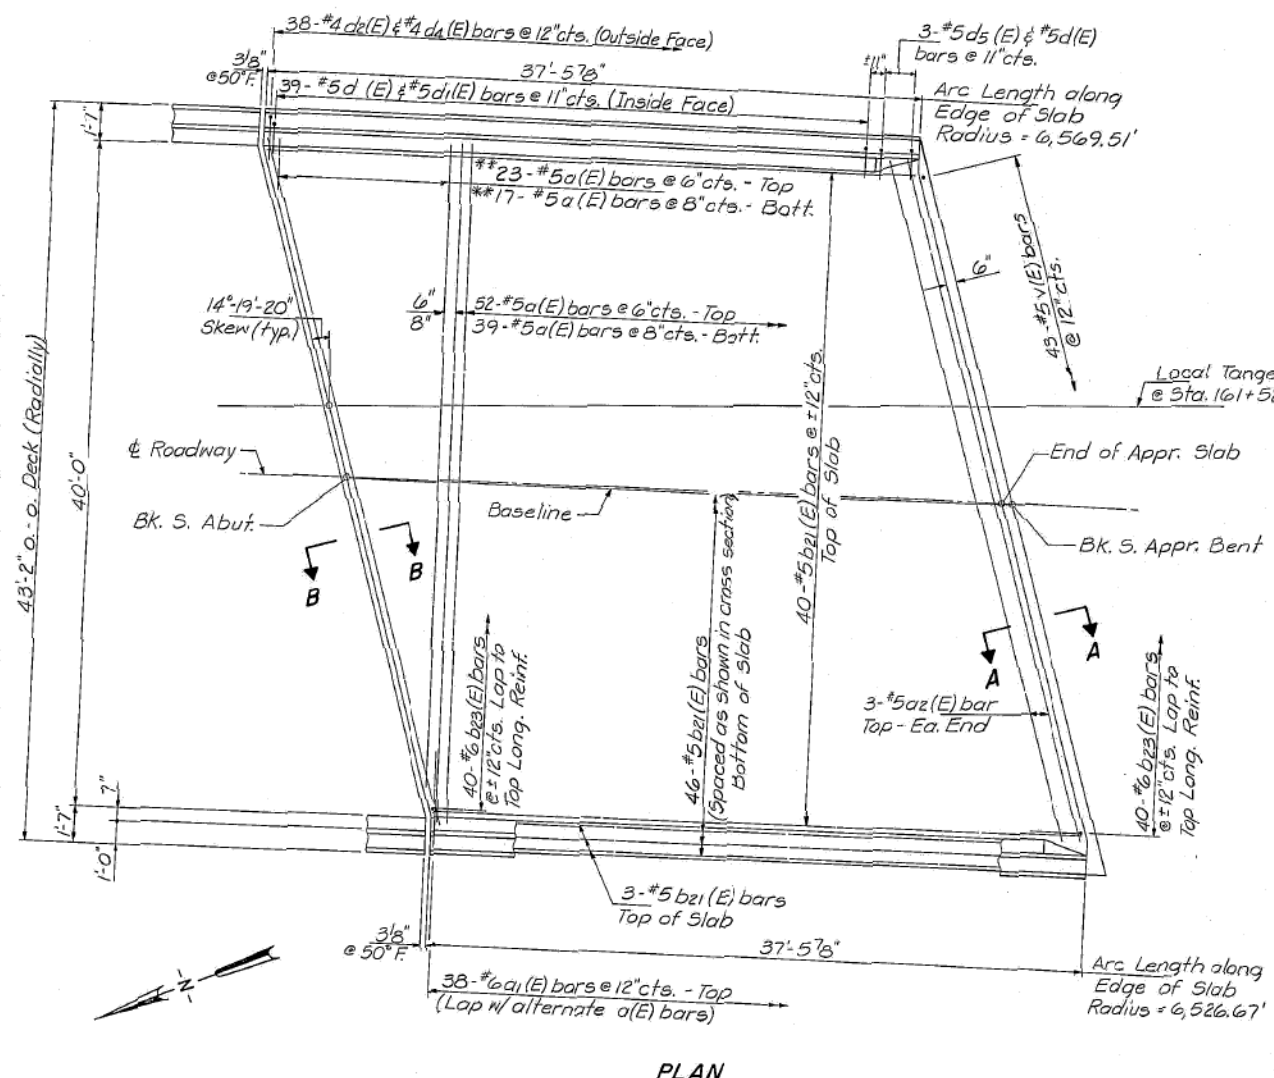 38-#4 d2(E) & #4 d4(E) bars @ 12"cts. (Outside Face)
3-#5 d5 (E) & #5d(E)
bars @ 11"cts.
±11"
3⅛"
@ 50°F.
37'-5⅞"
39-#5 d (E) & #5d1(E) bars @ 11"cts. (Inside Face)
Arc Length along
Edge of Slab
Radius = 6,569.51'
1'-7"
**23-#5a(E) bars @ 6"cts. - Top
**17-#5a(E) bars @ 8"cts.- Bott.
6"
43-#5v(E) bars
@ 12"cts.
14°-19'-20"
Skew (typ.)
6"
8"
52-#5a(E) bars @ 6"cts. -Top
39-#5a(E) bars @ 8"cts. - Bott.
Local Tange
@ Sta. 161+5
43'-2" o.-o. Deck (Radially)
40'-0"
40-#5b21(E) bars @ ±12"cts.
Top of Slab
℄ Roadway
Bk. S. Abut.
Baseline
End of Appr. Slab
Bk. S. Appr. Bent
B
B
A
A
46-#5b21(E) bars
(Spaced as shown in cross section)
Bottom of Slab
40-#6 b23(E) bars
@ ±12"cts. Lap to
Top Long. Reinf.
3-#5a2(E) bar
Top-Ea. End
40-#6 b23(E) bars
@ ±12"cts. Lap to
Top Long. Reinf.
7"
1'-7"
1'-0"
3-#5 b21(E) bars
Top of Slab
3⅛"
@ 50°F.
37'-5⅞"
Arc Length along
Edge of Slab
Radius = 6,526.67'
38-#6a1(E) bars @ 12"cts. - Top
(Lap w/ alternate a(E) bars)
N
PLAN